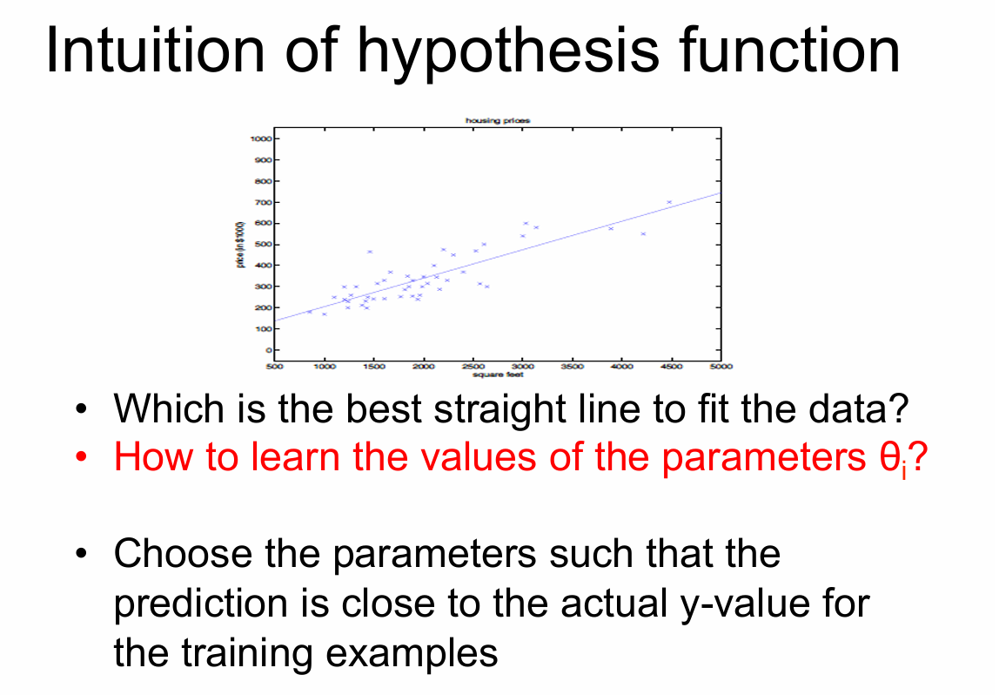 Intuition of hypothesis function
housing prices
1000
900
800
700
600
500
400
300
200
100
0
price (in $1000)
500 1000 1500 2000 2500 3000 3500 4000 4500 5000
square feet
• Which is the best straight line to fit the data?
• How to learn the values of the parameters θi?
• Choose the parameters such that the
prediction is close to the actual y-value for
the training examples